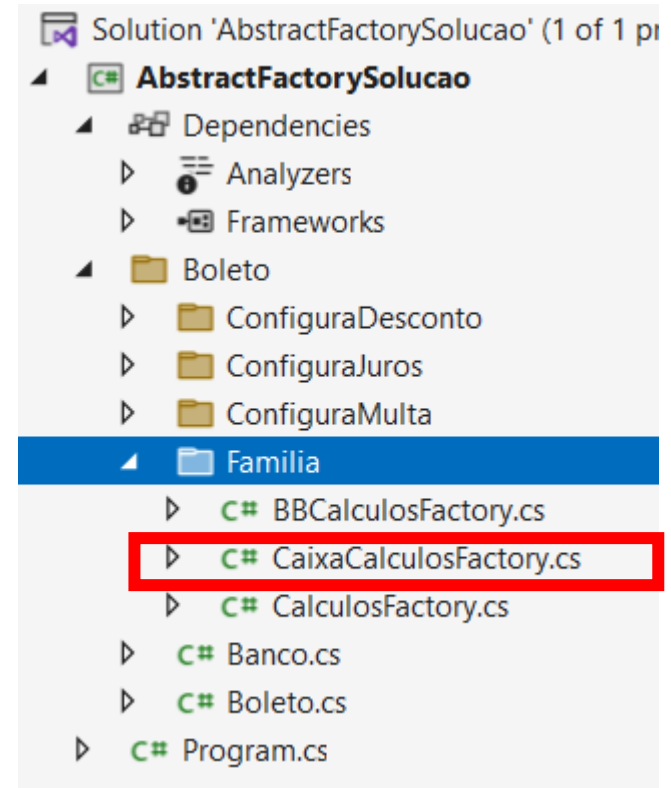 Solution 'AbstractFactorySolucao' (1 of 1 pr
C# AbstractFactorySolucao
Dependencies
Analyzers
Frameworks
Boleto
ConfiguraDesconto
ConfiguraJuros
ConfiguraMulta
Familia
C# BBCalculosFactory.cs
C# CaixaCalculosFactory.cs
C# CalculosFactory.cs
C# Banco.cs
C# Boleto.cs
C# Program.cs